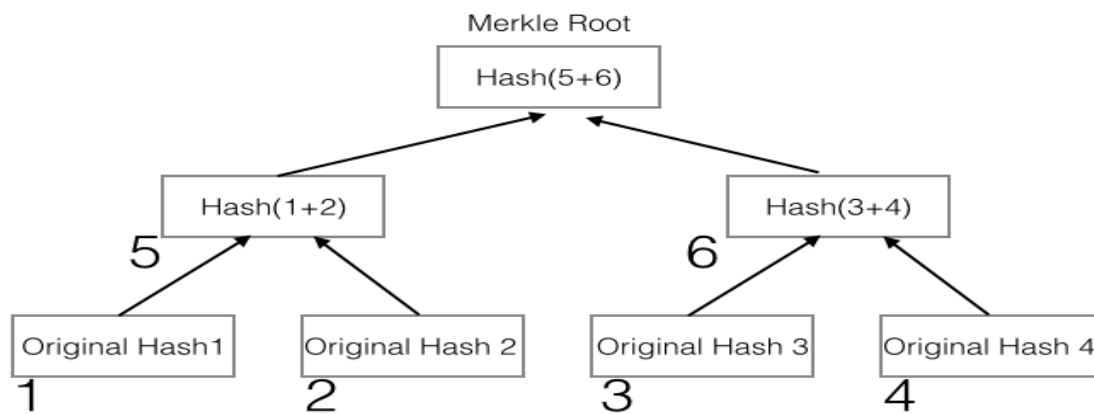 Merkle Root
Hash(5+6)
Hash(1+2)
Hash(3+4)
5
6
Original Hash1
Original Hash 2
Original Hash 3
Original Hash 4
1
2
3
4